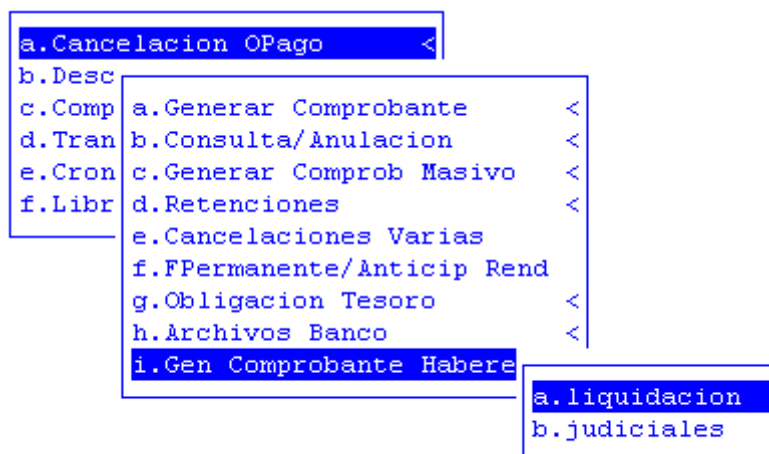 a.Cancelacion OPago <
b.Desc
c.Comp
d.Tran
e.Cron
f.Libr
a.Generar Comprobante <
b.Consulta/Anulacion <
c.Generar Comprob Masivo <
d.Retenciones <
e.Cancelaciones Varias
f.FPermanente/Anticip Rend
g.Obligacion Tesoro <
h.Archivos Banco <
i.Gen Comprobante Habere
a.liquidacion
b.judiciales